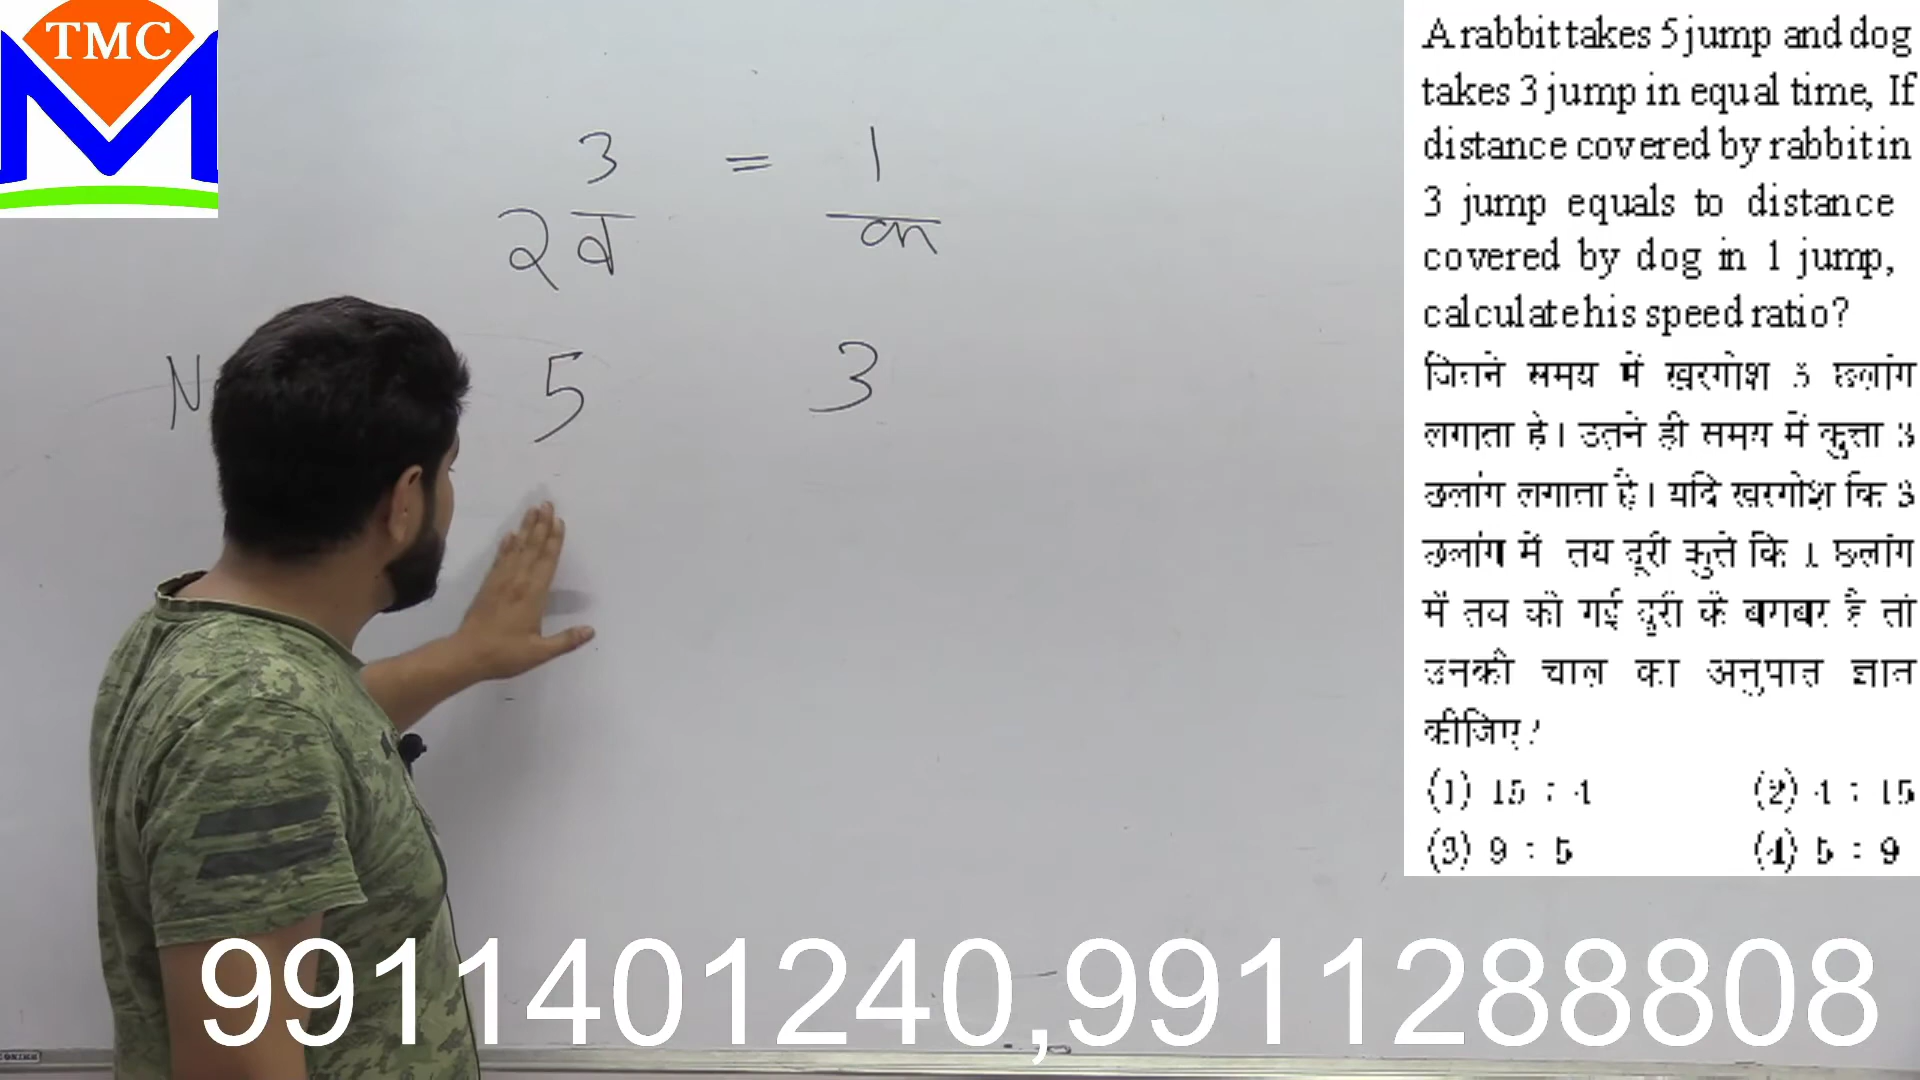 TMC
3 = 1
ख क
N
5 3
A rabbit takes 5 jump and dog
takes 3 jump in equal time, If
distance covered by rabbit in
3 jump equals to distance
covered by dog in 1 jump,
calculate his speed ratio?
जितने समय में खरगोश 5 छलांग
लगाता है। उतने ही समय में कुत्ता 3
छलांग लगाता है। यदि खरगोश कि 3
छलांग में तय दूरी कुत्ते कि 1 छलांग
में तय की गई दूरी के बराबर है तो
उनकी चाल का अनुपात ज्ञात
कीजिए?
(1) 15 : 4 (2) 4 : 15
(3) 9 : 5 (4) 5 : 9
9911401240,9911288808